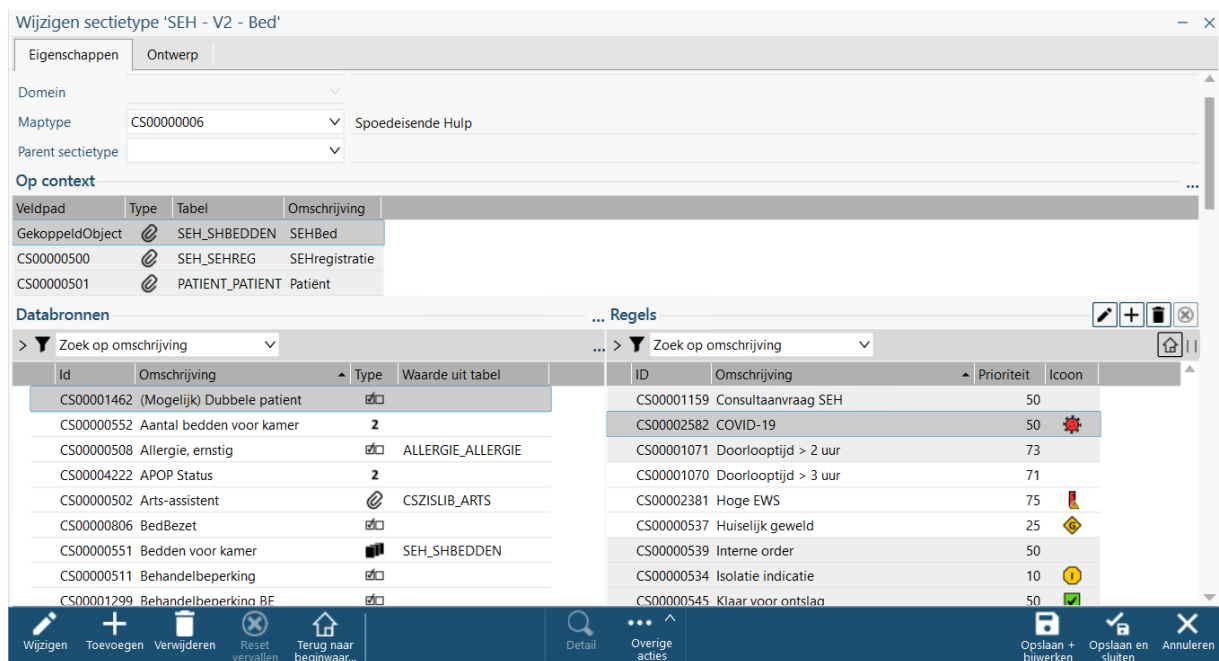 Wijzigen sectietype 'SEH - V2 - Bed'
Eigenschappen Ontwerp
Domein
Maptype CS00000006 Spoedeisende Hulp
Parent sectietype
Op context ...
Veldpad Type Tabel Omschrijving
GekoppeldObject SEH_SHBEDDEN SEHBed
CS00000500 SEH_SEHREG SEHregistratie
CS00000501 PATIENT_PATIENT Patiënt
Databronnen ... Regels
> Zoek op omschrijving ... > Zoek op omschrijving
Id Omschrijving Type Waarde uit tabel ID Omschrijving Prioriteit Icoon
CS00001462 (Mogelijk) Dubbele patient CS00001159 Consultaanvraag SEH 50
CS00000552 Aantal bedden voor kamer 2 CS00002582 COVID-19 50
CS00000508 Allergie, ernstig ALLERGIE_ALLERGIE CS00001071 Doorlooptijd > 2 uur 73
CS00004222 APOP Status 2 CS00001070 Doorlooptijd > 3 uur 71
CS00000502 Arts-assistent CSZISLIB_ARTS CS00002381 Hoge EWS 75
CS00000806 BedBezet CS00000537 Huiselijk geweld 25 G
CS00000551 Bedden voor kamer SEH_SHBEDDEN CS00000539 Interne order 50
CS00000511 Behandelbeperking CS00000534 Isolatie indicatie 10 I
CS00001299 Behandelbeperking BE CS00000545 Klaar voor ontslag 50
Wijzigen Toevoegen Verwijderen Reset vervallen Terug naar beginwaar... Detail Overige acties Opslaan + bijwerken Opslaan en sluiten Annuleren